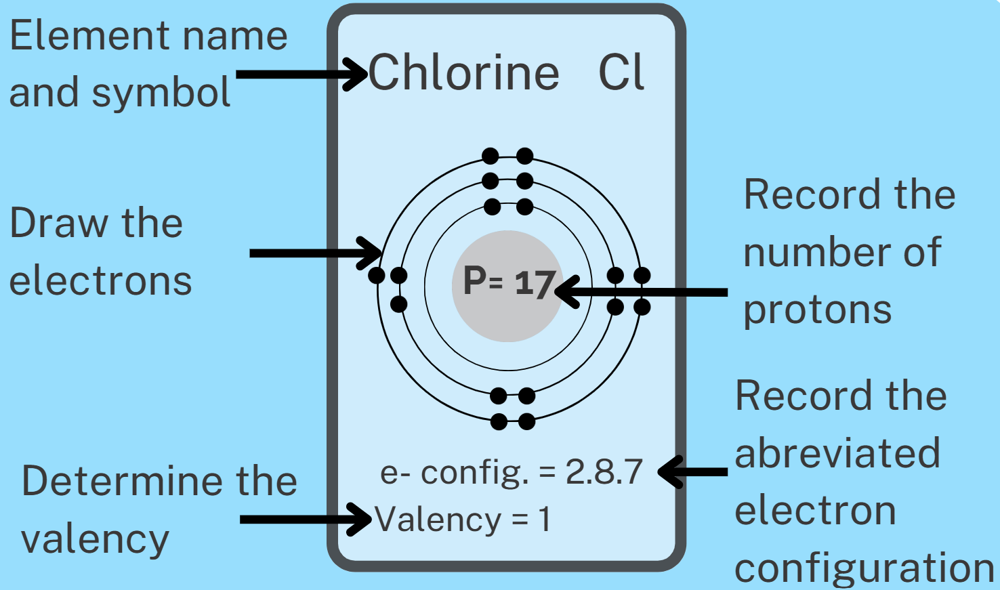 Element name
and symbol
Chlorine Cl
Draw the
electrons
P= 17
Record the
number of
protons
Record the
abreviated
electron
configuration
e- config. = 2.8.7
Determine the
valency
Valency = 1